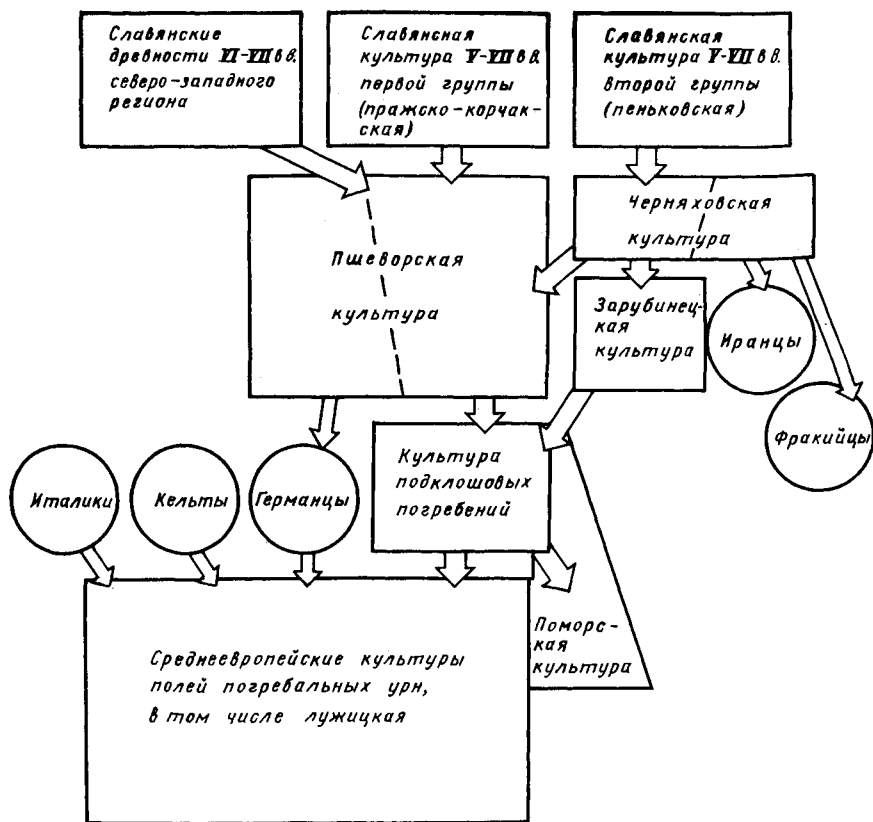 Славянские
древности VI-VII вв.
северо-западного
региона
Славянская
культура V-VII вв.
первой группы
(пражско-корчак-
ская)
Славянская
культура V-VII вв.
второй группы
(пеньковская)
Черняховская
культура
Пшеворская
культура
Зарубинец-
кая
культура
Иранцы
Фракийцы
Италики
Кельты
Германцы
Культура
подклошовых
погребений
Поморс-
кая
культура
Среднеевропейские культуры
полей погребальных урн,
в том числе лужицкая